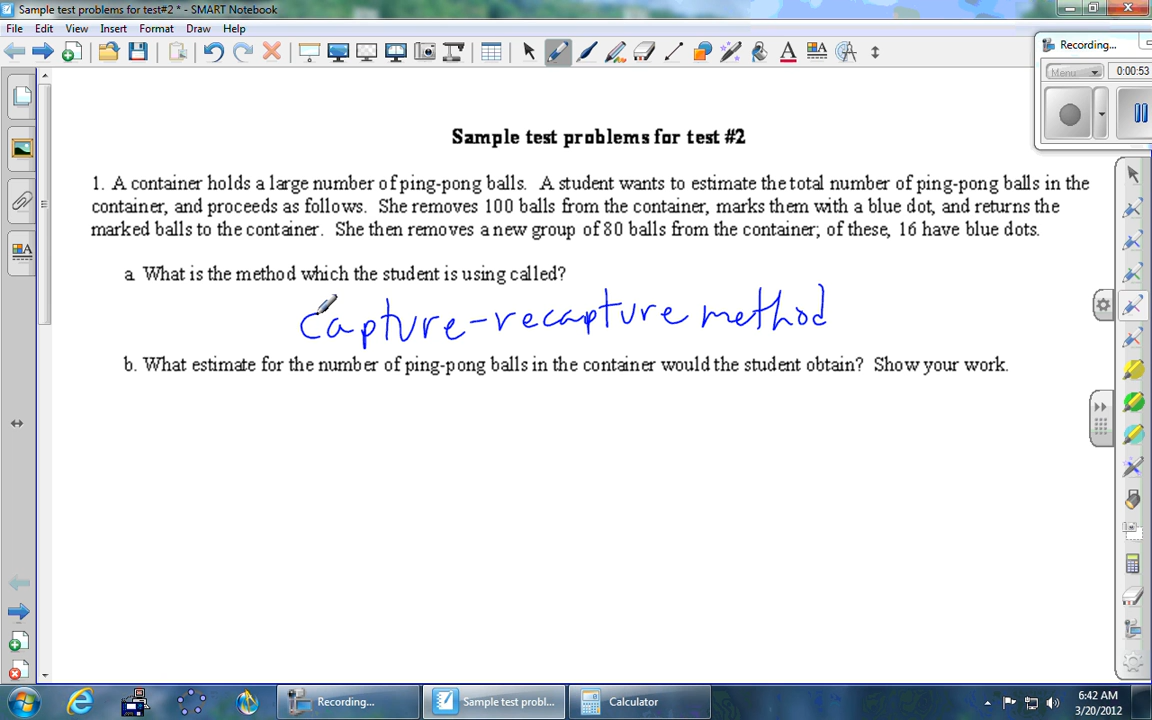 Sample test problems for test#2 * - SMART Notebook
File Edit View Insert Format Draw Help
Recording...
Menu
0:00:53
Sample test problems for test #2
1. A container holds a large number of ping-pong balls. A student wants to estimate the total number of ping-pong balls in the
container, and proceeds as follows. She removes 100 balls from the container, marks them with a blue dot, and returns the
marked balls to the container. She then removes a new group of 80 balls from the container; of these, 16 have blue dots.
a. What is the method which the student is using called?
capture-recapture method
b. What estimate for the number of ping-pong balls in the container would the student obtain? Show your work.
Recording...
Sample test probl...
Calculator
6:42 AM
3/20/2012